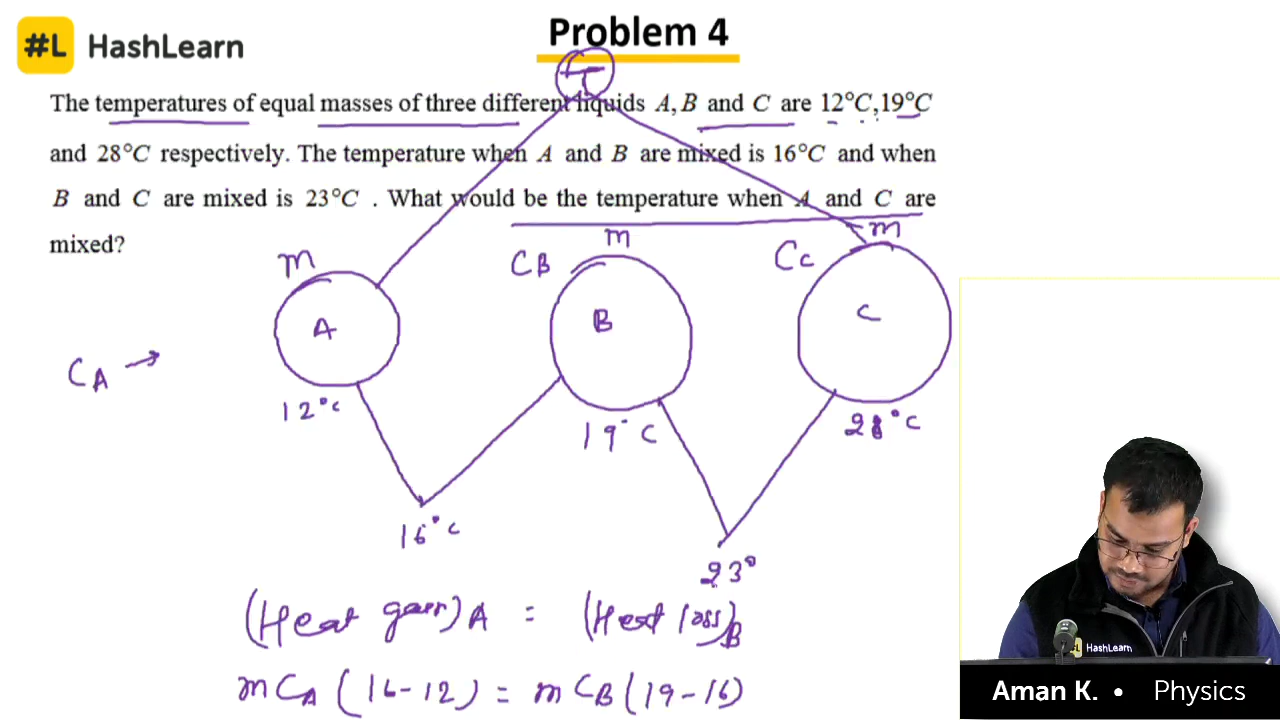 #L HashLearn
Problem 4
T
The temperatures of equal masses of three different liquids A, B and C are 12°C,19°C
and 28°C respectively. The temperature when A and B are mixed is 16°C and when
B and C are mixed is 23°C . What would be the temperature when A and C are
mixed?
m
CB
m
Cc
m
A
B
C
CA →
12°C
19°C
28°C
16°C
23°
(Heat gain)A = (Heat loss)B
mCA (16-12) = mCB (19-16)
#L HashLearn
Aman K. • Physics